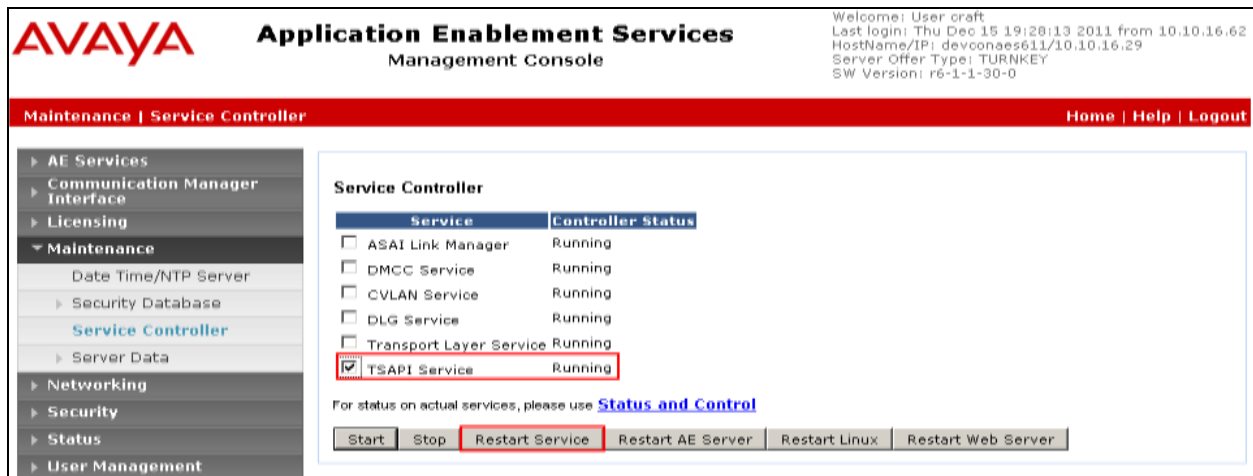 AVAYA
Application Enablement Services
Management Console
Welcome: User craft
Last login: Thu Dec 15 19:28:13 2011 from 10.10.16.62
HostName/IP: devconaes611/10.10.16.29
Server Offer Type: TURNKEY
SW Version: r6-1-1-30-0
Maintenance | Service Controller
Home | Help | Logout
AE Services
Communication Manager
Interface
Licensing
Maintenance
Date Time/NTP Server
Security Database
Service Controller
Server Data
Networking
Security
Status
User Management
Service Controller
Service Controller Status
ASAI Link Manager Running
DMCC Service Running
CVLAN Service Running
DLG Service Running
Transport Layer Service Running
TSAPI Service Running
For status on actual services, please use Status and Control
Start Stop Restart Service Restart AE Server Restart Linux Restart Web Server